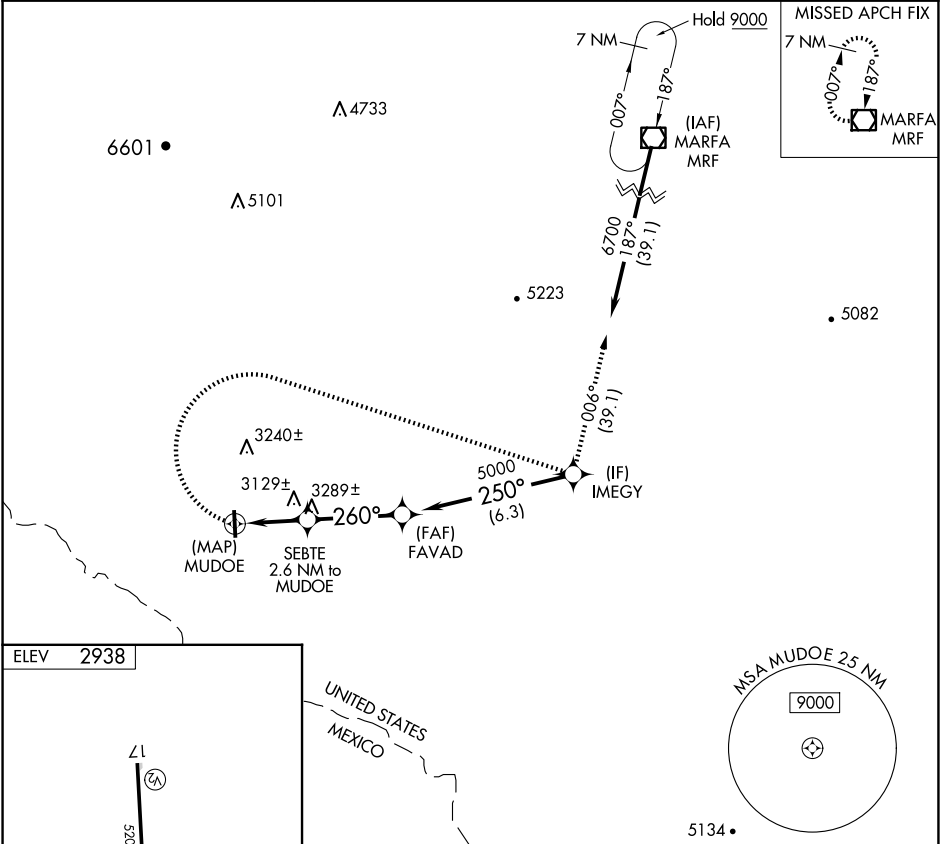 Hold 9000
7 NM
007°
187°
(IAF)
MARFA
MRF
MISSED APCH FIX
7 NM
007°
187°
MARFA
MRF
4733
6601
5101
6700
187°
(39.1)
5223
5082
006°
(39.1)
3240±
3129±
3289±
5000
250°
(6.3)
(IF)
IMEGY
260°
(FAF)
FAVAD
(MAP)
MUDOE
SEBTE
2.6 NM to
MUDOE
ELEV 2938
17
V2
520
UNITED STATES
MEXICO
MSA MUDOE 25 NM
9000
5134